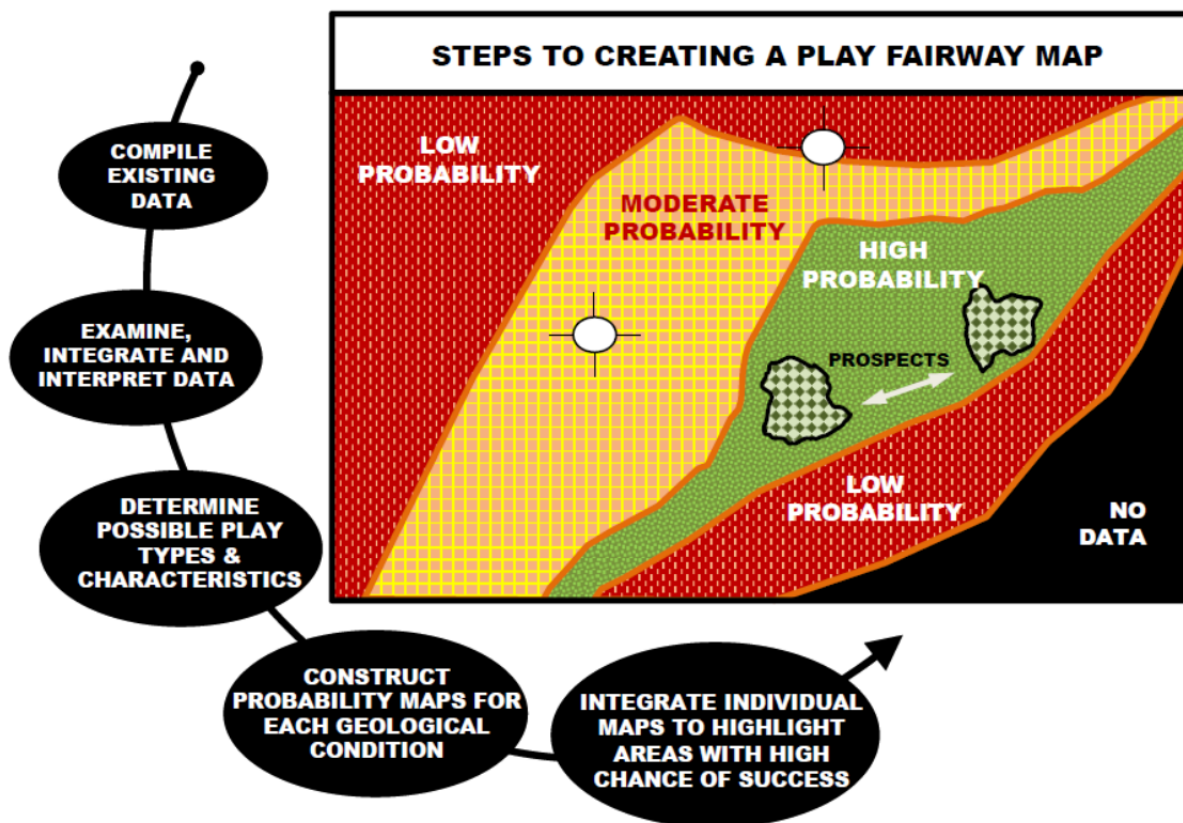 STEPS TO CREATING A PLAY FAIRWAY MAP
COMPILE
EXISTING
DATA
EXAMINE,
INTEGRATE AND
INTERPRET DATA
DETERMINE
POSSIBLE PLAY
TYPES &
CHARACTERISTICS
CONSTRUCT
PROBABILITY MAPS FOR
EACH GEOLOGICAL
CONDITION
INTEGRATE INDIVIDUAL
MAPS TO HIGHLIGHT
AREAS WITH HIGH
CHANCE OF SUCCESS
LOW
PROBABILITY
MODERATE
PROBABILITY
HIGH
PROBABILITY
PROSPECTS
LOW
PROBABILITY
NO
DATA